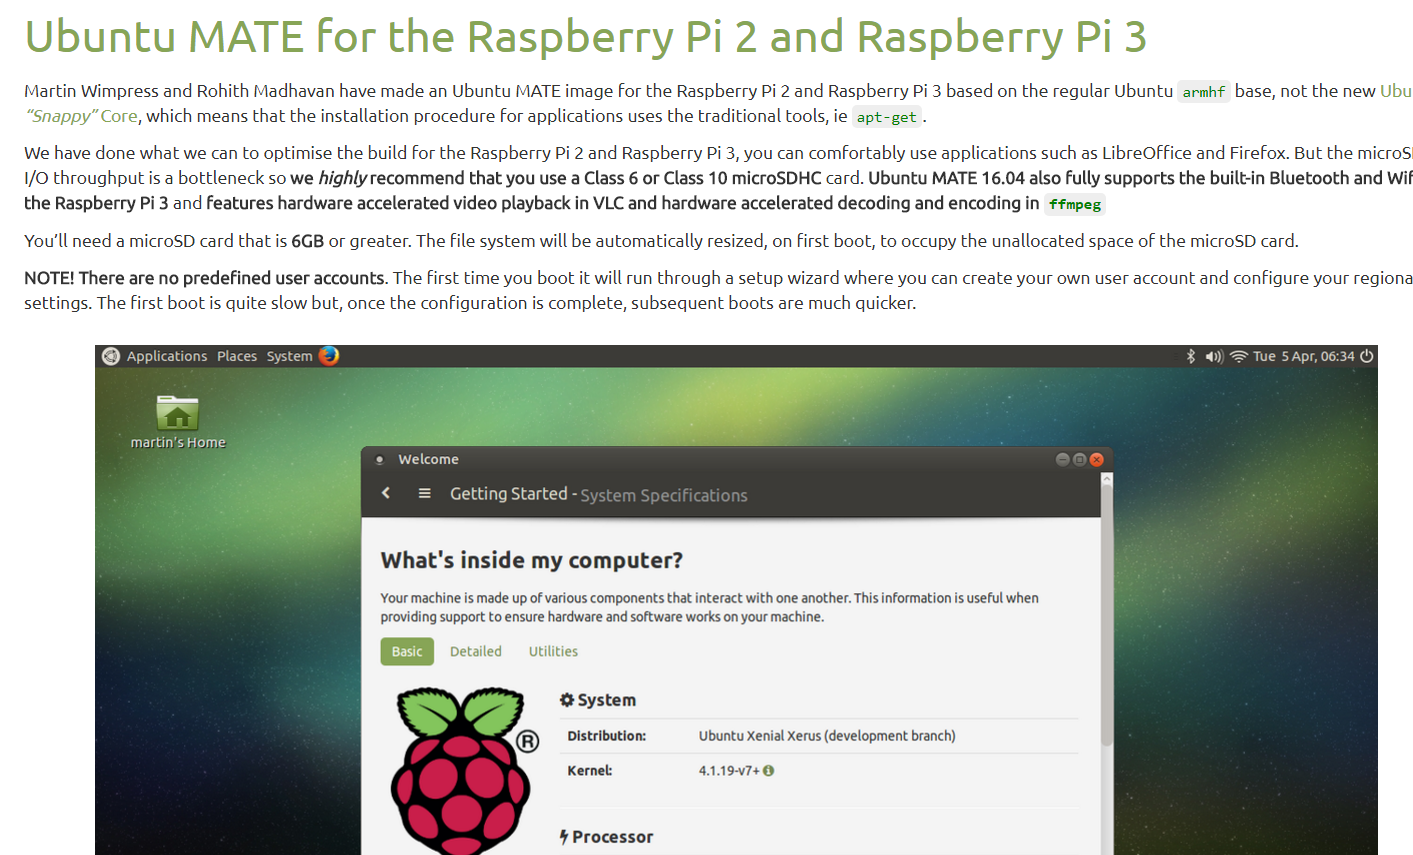 Ubuntu MATE for the Raspberry Pi 2 and Raspberry Pi 3
Martin Wimpress and Rohith Madhavan have made an Ubuntu MATE image for the Raspberry Pi 2 and Raspberry Pi 3 based on the regular Ubuntu armhf base, not the new Ubu
“Snappy” Core, which means that the installation procedure for applications uses the traditional tools, ie apt-get .
We have done what we can to optimise the build for the Raspberry Pi 2 and Raspberry Pi 3, you can comfortably use applications such as LibreOffice and Firefox. But the microS
I/O throughput is a bottleneck so we highly recommend that you use a Class 6 or Class 10 microSDHC card. Ubuntu MATE 16.04 also fully supports the built-in Bluetooth and Wif
the Raspberry Pi 3 and features hardware accelerated video playback in VLC and hardware accelerated decoding and encoding in ffmpeg
You’ll need a microSD card that is 6GB or greater. The file system will be automatically resized, on first boot, to occupy the unallocated space of the microSD card.
NOTE! There are no predefined user accounts. The first time you boot it will run through a setup wizard where you can create your own user account and configure your regiona
settings. The first boot is quite slow but, once the configuration is complete, subsequent boots are much quicker.
Applications Places System Tue 5 Apr, 06:34
martin's Home
Welcome
Getting Started - System Specifications
What's inside my computer?
Your machine is made up of various components that interact with one another. This information is useful when
providing support to ensure hardware and software works on your machine.
Basic Detailed Utilities
®
System
Distribution: Ubuntu Xenial Xerus (development branch)
Kernel: 4.1.19-v7+
Processor